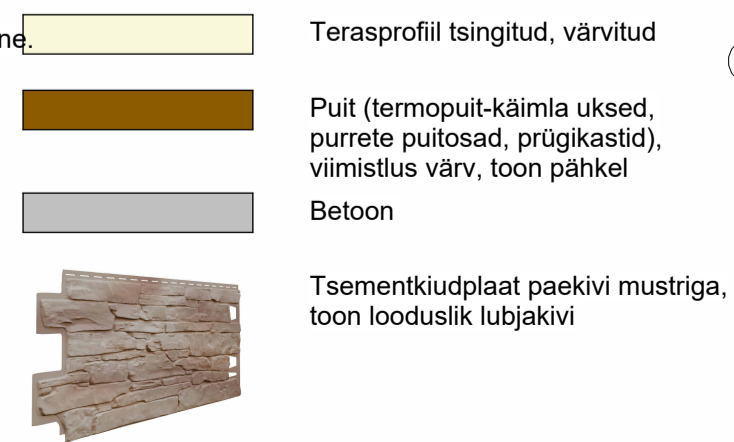 ne.
Terasprofiil tsingitud, värvitud
Puit (termopuit-käimla uksed,
purrete puitosad, prügikastid),
viimistlus värv, toon pähkel
Betoon
Tsementkiudplaat paekivi mustriga,
toon looduslik lubjakivi